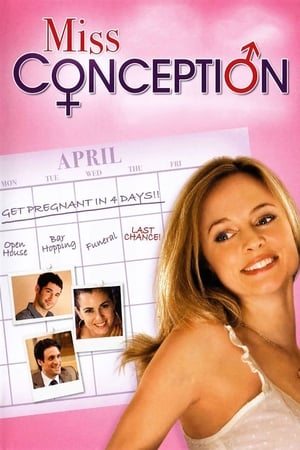 Miss
CONCEPTION
APRIL
MON TUE WED THU FRI
GET PREGNANT IN 4 DAYS!!
Open House
Bar Hopping
Funeral
LAST CHANCE!